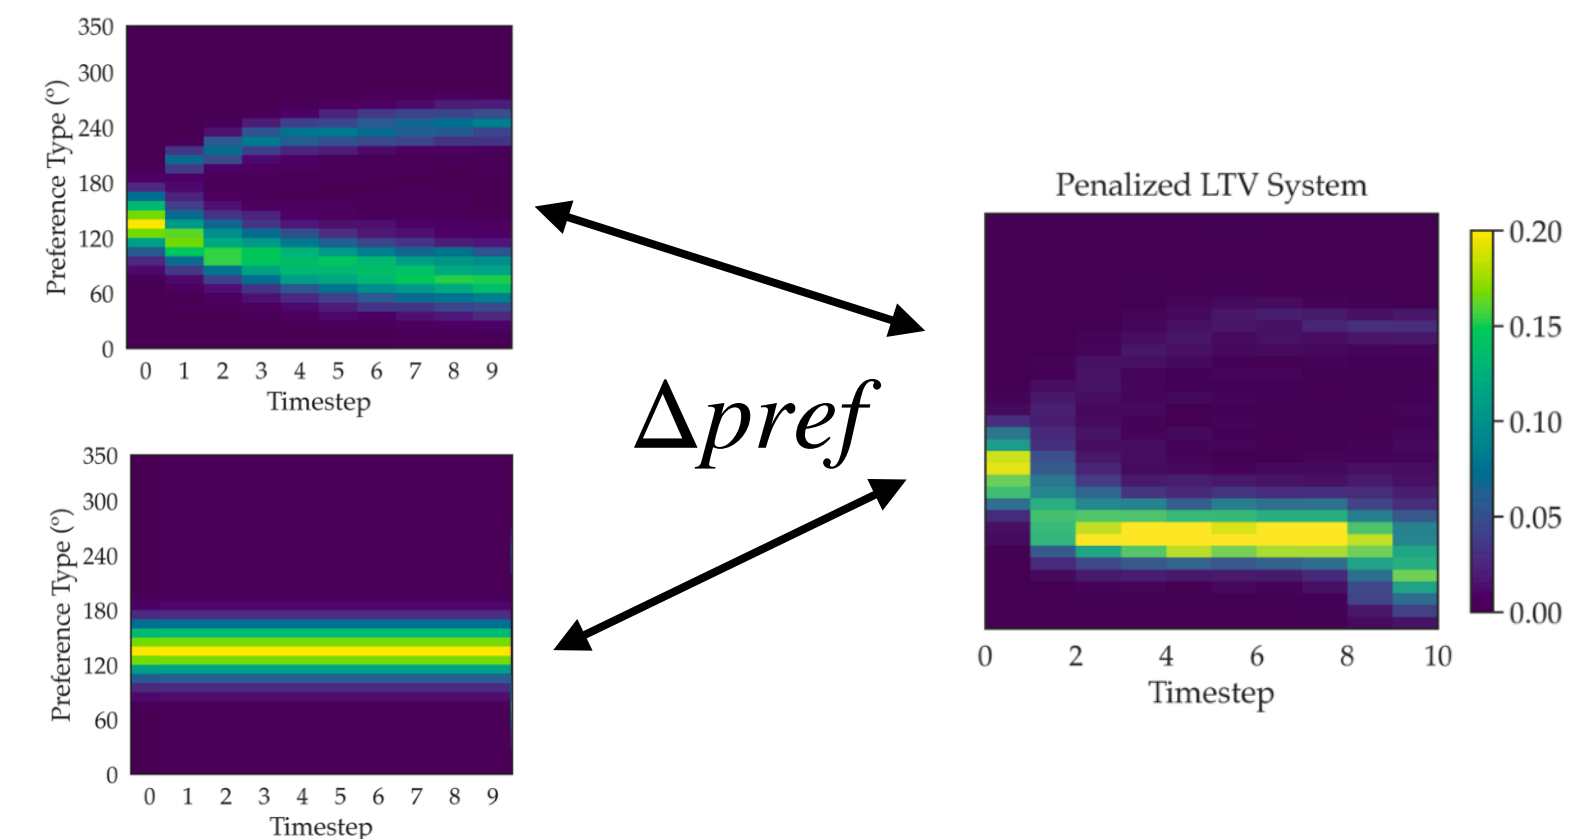 350
300
240
180
120
60
0
Preference Type (º)
0 1 2 3 4 5 6 7 8 9
Timestep
350
300
240
180
120
60
0
Preference Type (º)
0 1 2 3 4 5 6 7 8 9
Timestep
Δpref
Penalized LTV System
0 2 4 6 8 10
Timestep
0.20
0.15
0.10
0.05
0.00